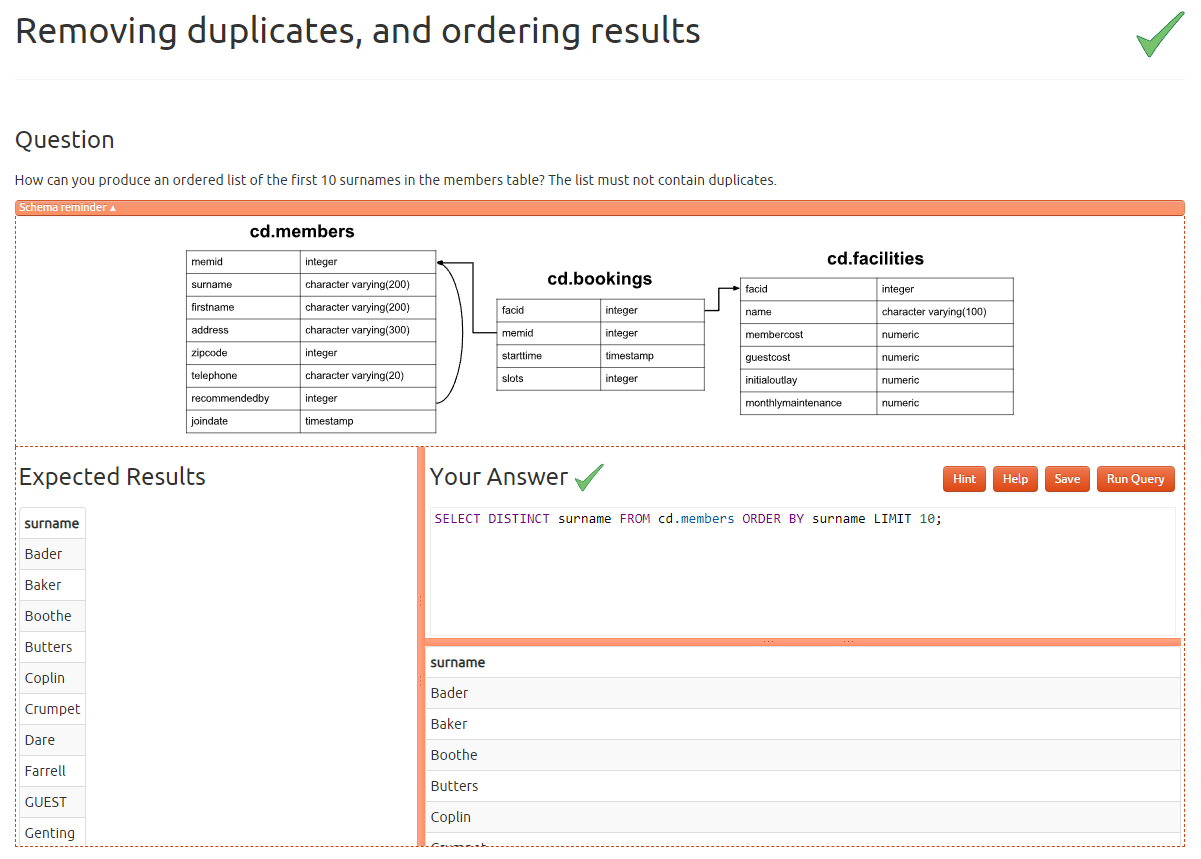 Removing duplicates, and ordering results
Question
How can you produce an ordered list of the first 10 surnames in the members table? The list must not contain duplicates.
Schema reminder ▲
cd.members
memid integer
surname character varying(200)
firstname character varying(200)
address character varying(300)
zipcode integer
telephone character varying(20)
recommendedby integer
joindate timestamp
cd.bookings
facid integer
memid integer
starttime timestamp
slots integer
cd.facilities
facid integer
name character varying(100)
membercost numeric
guestcost numeric
initialoutlay numeric
monthlymaintenance numeric
Expected Results
surname
Bader
Baker
Boothe
Butters
Coplin
Crumpet
Dare
Farrell
GUEST
Genting
Your Answer
Hint Help Save Run Query
SELECT DISTINCT surname FROM cd.members ORDER BY surname LIMIT 10;
surname
Bader
Baker
Boothe
Butters
Coplin